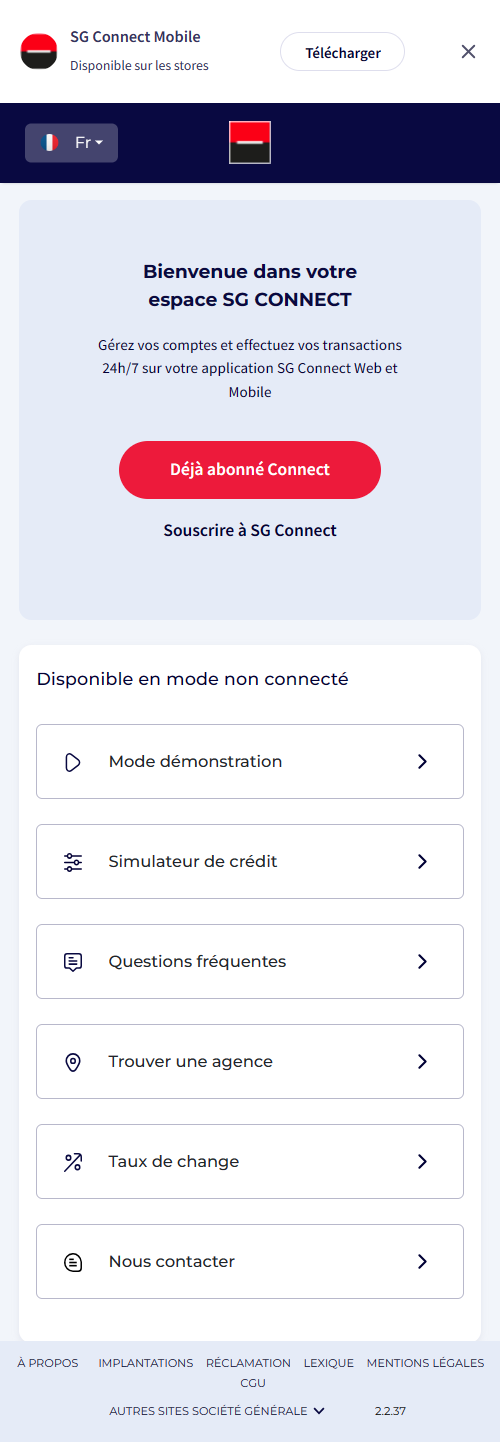 SG Connect Mobile
Disponible sur les stores
Télécharger
Fr
Bienvenue dans votre
espace SG CONNECT
Gérez vos comptes et effectuez vos transactions
24h/7 sur votre application SG Connect Web et
Mobile
Déjà abonné Connect
Souscrire à SG Connect
Disponible en mode non connecté
Mode démonstration
Simulateur de crédit
Questions fréquentes
Trouver une agence
Taux de change
Nous contacter
À PROPOS IMPLANTATIONS RÉCLAMATION LEXIQUE MENTIONS LÉGALES
CGU
AUTRES SITES SOCIÉTÉ GÉNÉRALE 2.2.37